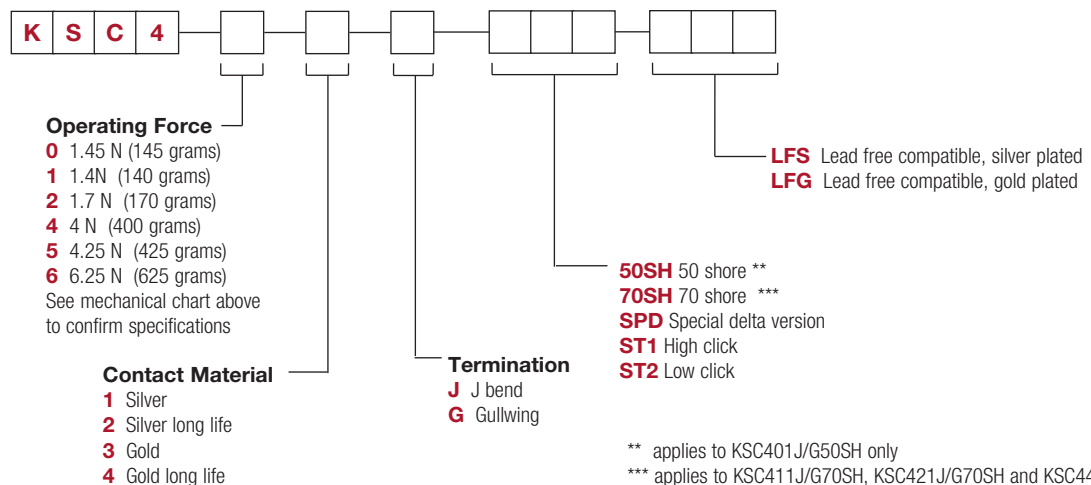 K S C 4
Operating Force
0 1.45 N (145 grams)
1 1.4N (140 grams)
2 1.7 N (170 grams)
4 4 N (400 grams)
5 4.25 N (425 grams)
6 6.25 N (625 grams)
See mechanical chart above
to confirm specifications
Contact Material
1 Silver
2 Silver long life
3 Gold
4 Gold long life
Termination
J J bend
G Gullwing
50SH 50 shore **
70SH 70 shore ***
SPD Special delta version
ST1 High click
ST2 Low click
LFS Lead free compatible, silver plated
LFG Lead free compatible, gold plated
** applies to KSC401J/G50SH only
*** applies to KSC411J/G70SH, KSC421J/G70SH and KSC44